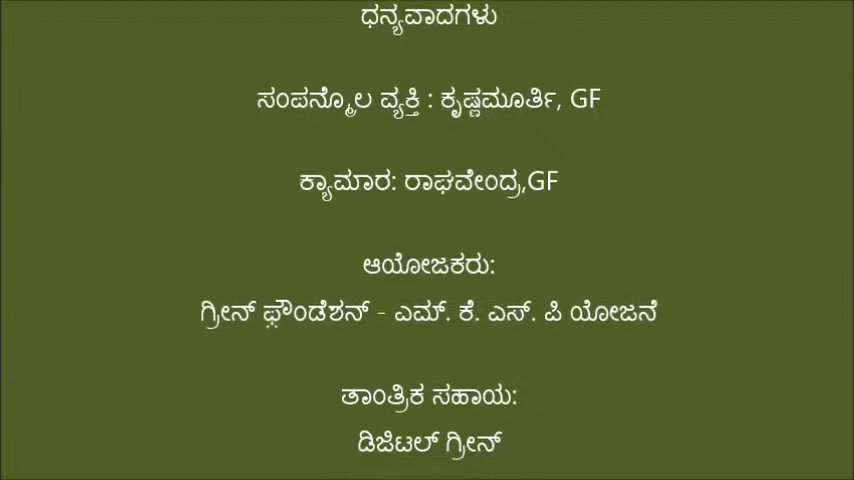 ಧನ್ಯವಾದಗಳು
ಸಂಪನ್ಮೊಲ ವ್ಯಕ್ತಿ : ಕೃಷ್ಣಮೂರ್ತಿ, GF
ಕ್ಯಾಮಾರ: ರಾಘವೇಂದ್ರ,GF
ಆಯೋಜಕರು:
ಗ್ರೀನ್ ಫ಼ೌಂಡೆಶನ್ - ಎಮ್. ಕೆ. ಎಸ್. ಪಿ ಯೋಜನೆ
ತಾಂತ್ರಿಕ ಸಹಾಯ:
ಡಿಜಿಟಲ್ ಗ್ರೀನ್